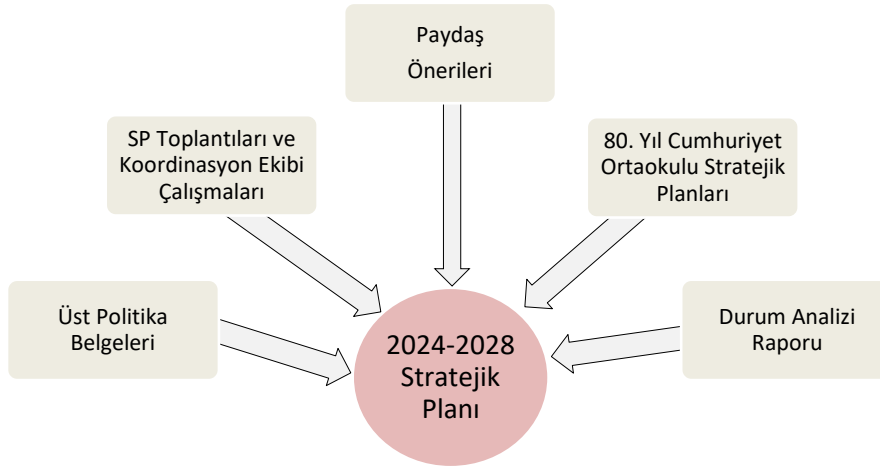 Paydaş
Önerileri
SP Toplantıları ve
Koordinasyon Ekibi
Çalışmaları
80. Yıl Cumhuriyet
Ortaokulu Stratejik
Planları
Üst Politika
Belgeleri
Durum Analizi
Raporu
2024-2028
Stratejik
Planı